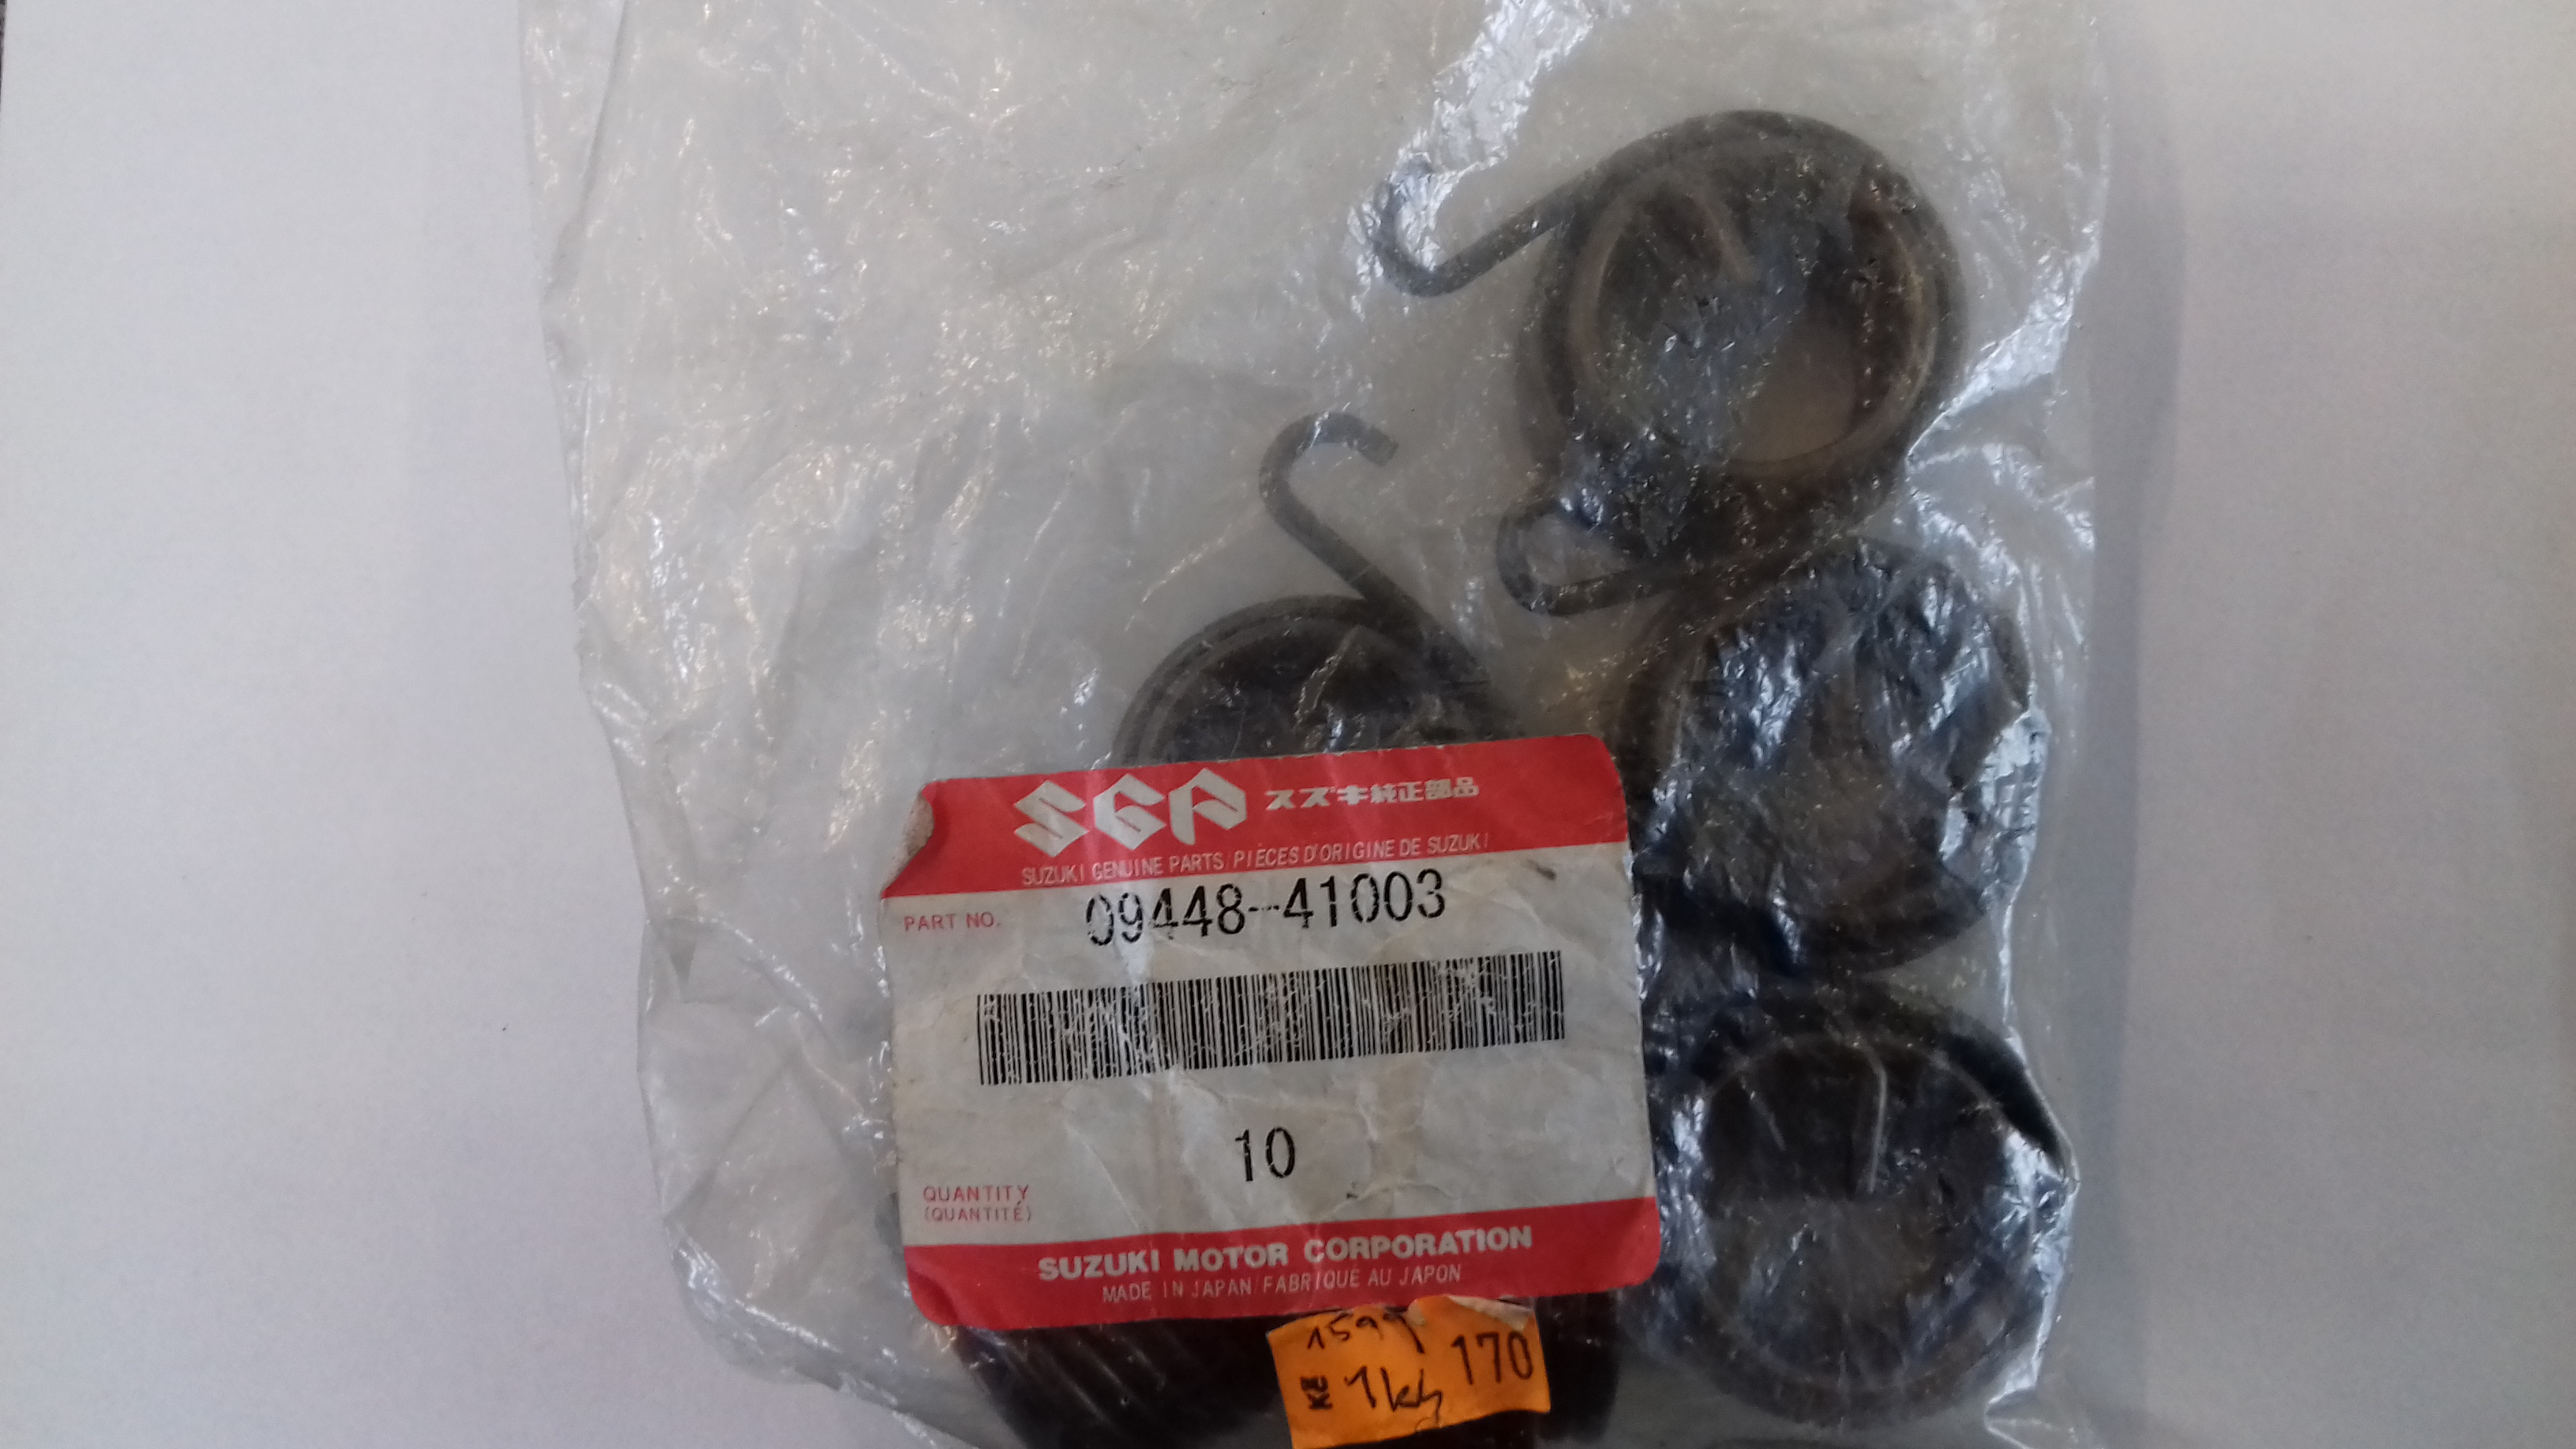 SGP スズキ純正部品
SUZUKI GENUINE PARTS/PIÈCES D'ORIGINE DE SUZUKI
PART NO. 09448-41003
10
QUANTITY
(QUANTITÉ)
SUZUKI MOTOR CORPORATION
MADE IN JAPAN/FABRIQUÉ AU JAPON
170
1ks